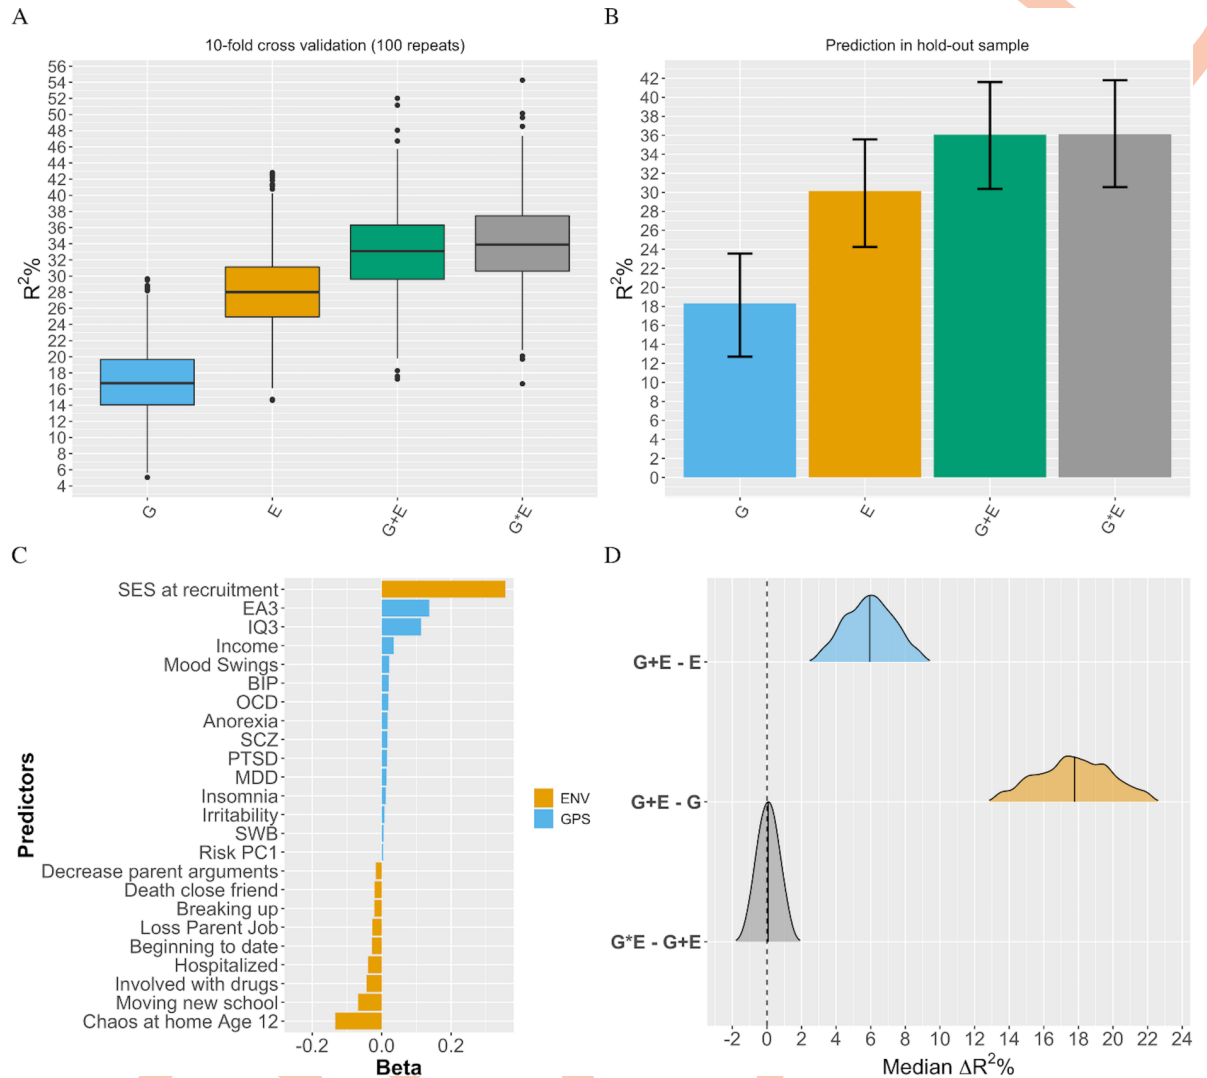 A
10-fold cross validation (100 repeats)
56
54
52
50
48
46
44
42
40
38
36
34
32
30
28
26
24
22
20
18
16
14
12
10
8
6
4
R²%
G
E
G+E
G*E
B
Prediction in hold-out sample
42
40
38
36
34
32
30
28
26
24
22
20
18
16
14
12
10
8
6
4
2
0
R²%
G
E
G+E
G*E
C
Predictors
SES at recruitment
EA3
IQ3
Income
Mood Swings
BIP
OCD
Anorexia
SCZ
PTSD
MDD
Insomnia
Irritability
SWB
Risk PC1
Decrease parent arguments
Death close friend
Breaking up
Loss Parent Job
Beginning to date
Hospitalized
Involved with drugs
Moving new school
Chaos at home Age 12
-0.2 0.0 0.2
Beta
ENV
GPS
D
G+E - E
G+E - G
G*E - G+E
-2 0 2 4 6 8 10 12 14 16 18 20 22 24
Median ΔR²%